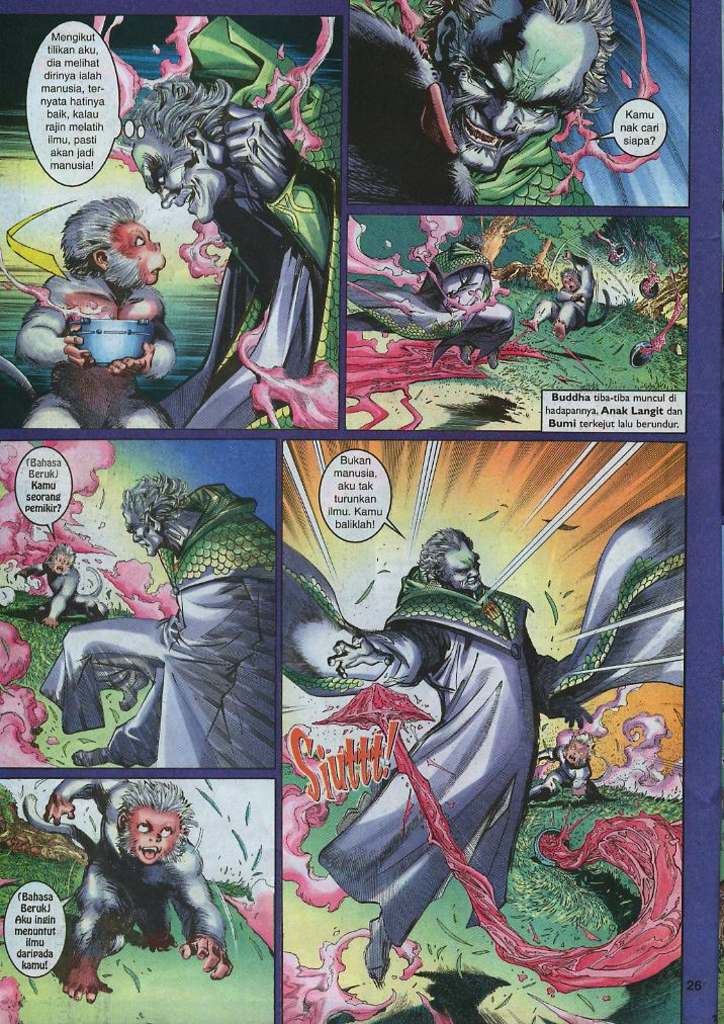 Mengikut
tilikan aku,
dia melihat
dirinya ialah
manusia, ter-
nyata hatinya
baik, kalau
rajin melatih
ilmu, pasti
akan jadi
manusia!
Kamu
nak cari
siapa?
Buddha tiba-tiba muncul di
hadapannya, Anak Langit dan
Bumi terkejut lalu berundur.
(Bahasa
Beruk)
Kamu
seorang
pemikir?
Bukan
manusia,
aku tak
turunkan
ilmu. Kamu
baliklah!
Siuttt!
(Bahasa
Beruk)
Aku ingin
menuntut
ilmu
daripada
kamu!
26